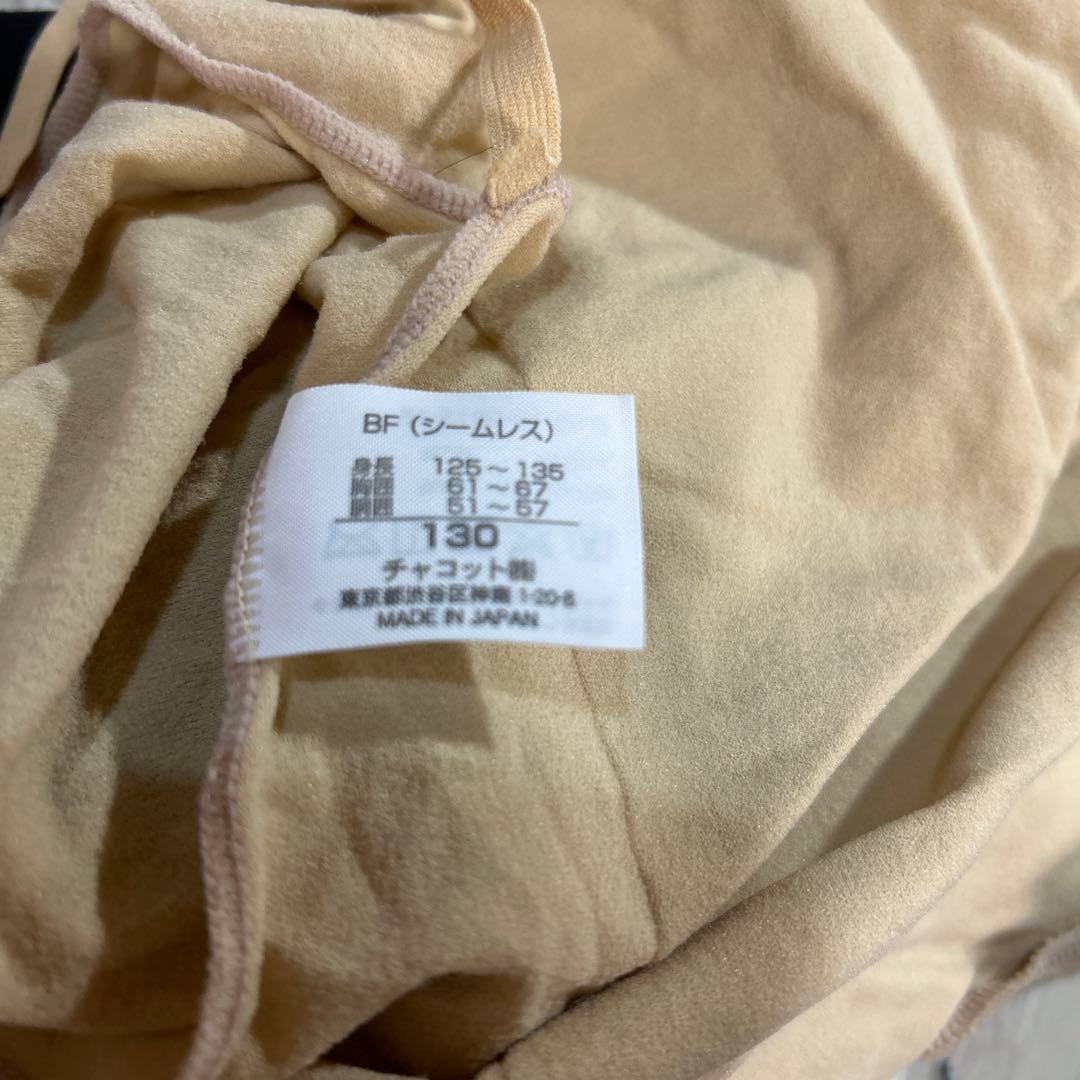 BF（シームレス）
身長 125～135
胸囲 61～67
胴囲 51～57
130
チャコット㈱
東京都渋谷区神南 1-20-8
MADE IN JAPAN